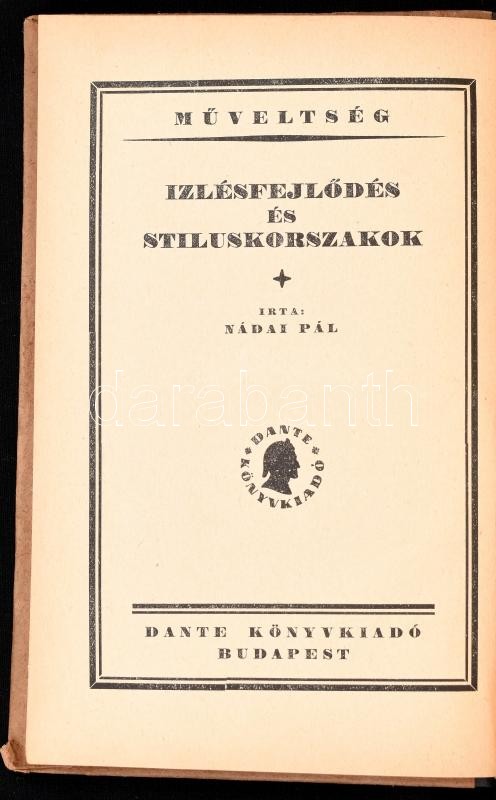 MŰVELTSÉG
IZLÉSFEJLŐDÉS
ÉS
STILUSKORSZAKOK
IRTA:
NÁDAI PÁL
darabanth
DANTE
KÖNYVKIADÓ
DANTE KÖNYVKIADÓ
BUDAPEST